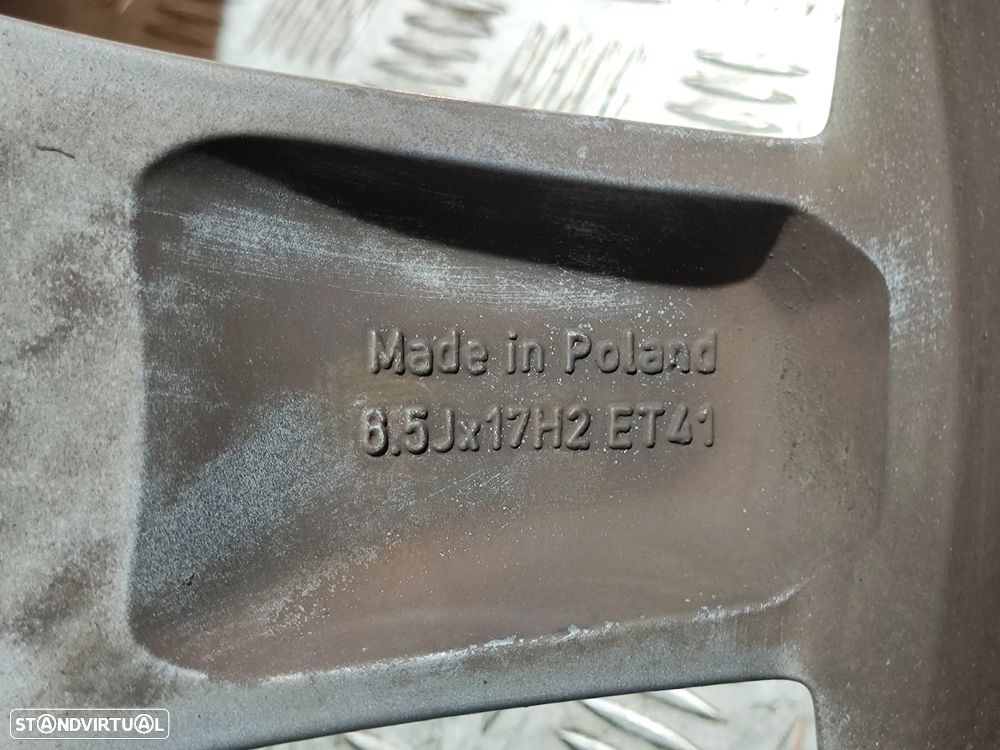 Made in Poland
6.5Jx17H2 ET41
STANDVIRTUAL